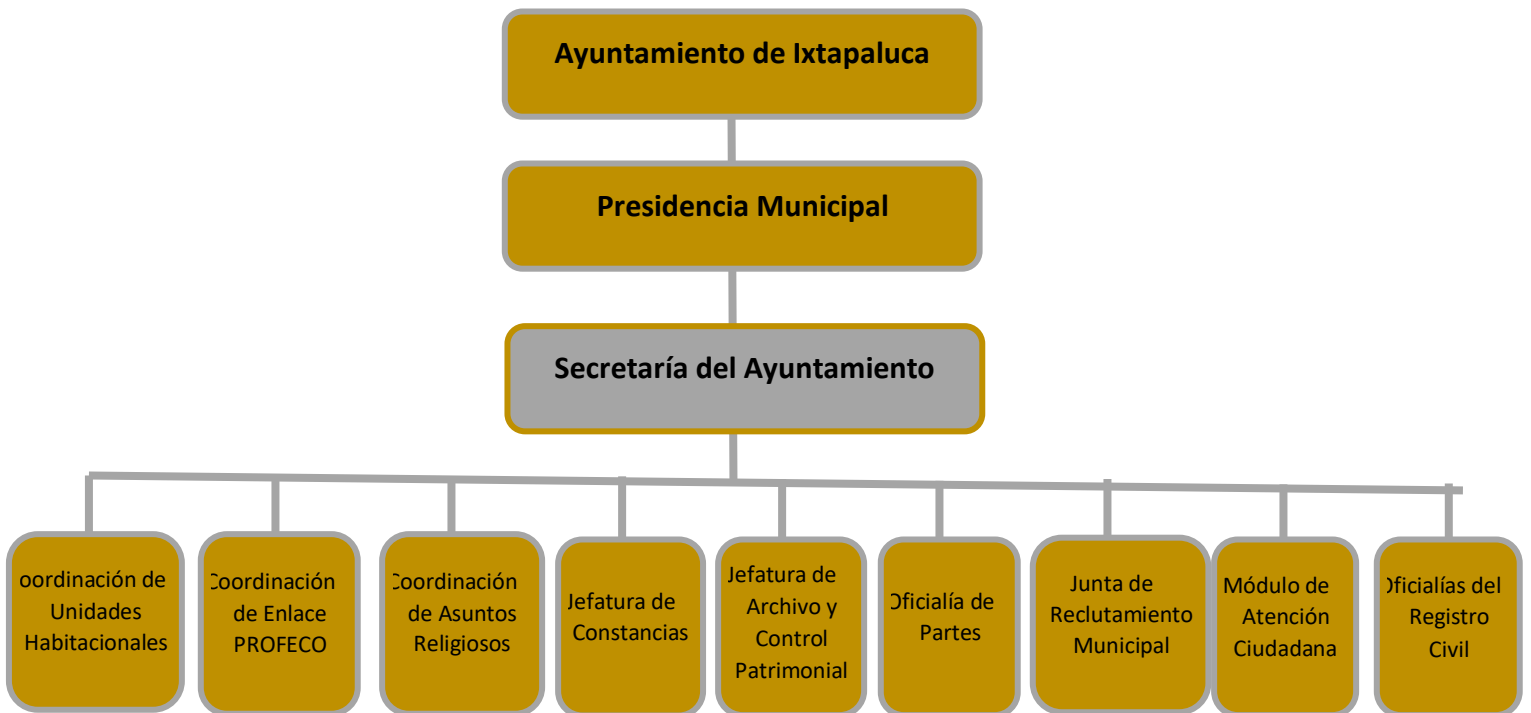 Ayuntamiento de Ixtapaluca
Presidencia Municipal
Secretaría del Ayuntamiento
oordinación de
Unidades
Habitacionales
Coordinación
de Enlace
PROFECO
Coordinación
de Asuntos
Religiosos
Jefatura de
Constancias
Jefatura de
Archivo y
Control
Patrimonial
Oficialía de
Partes
Junta de
Reclutamiento
Municipal
Módulo de
Atención
Ciudadana
Oficialías del
Registro
Civil